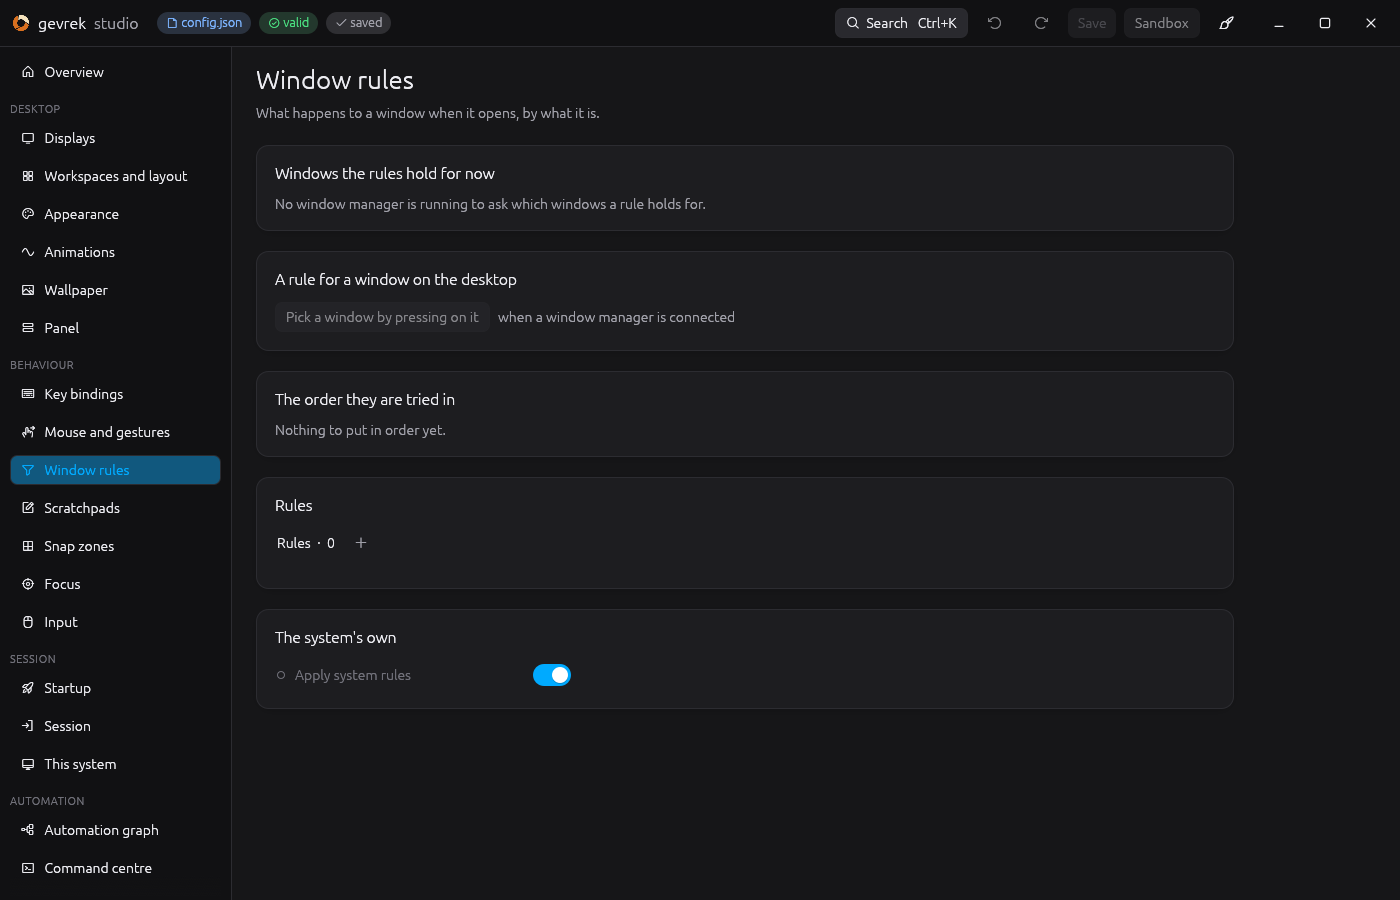 gevrek studio
config.json
valid
saved
Search Ctrl+K
Save
Sandbox
Overview
DESKTOP
Displays
Workspaces and layout
Appearance
Animations
Wallpaper
Panel
BEHAVIOUR
Key bindings
Mouse and gestures
Window rules
Scratchpads
Snap zones
Focus
Input
SESSION
Startup
Session
This system
AUTOMATION
Automation graph
Command centre
Window rules
What happens to a window when it opens, by what it is.
Windows the rules hold for now
No window manager is running to ask which windows a rule holds for.
A rule for a window on the desktop
Pick a window by pressing on it when a window manager is connected
The order they are tried in
Nothing to put in order yet.
Rules
Rules · 0 +
The system's own
Apply system rules